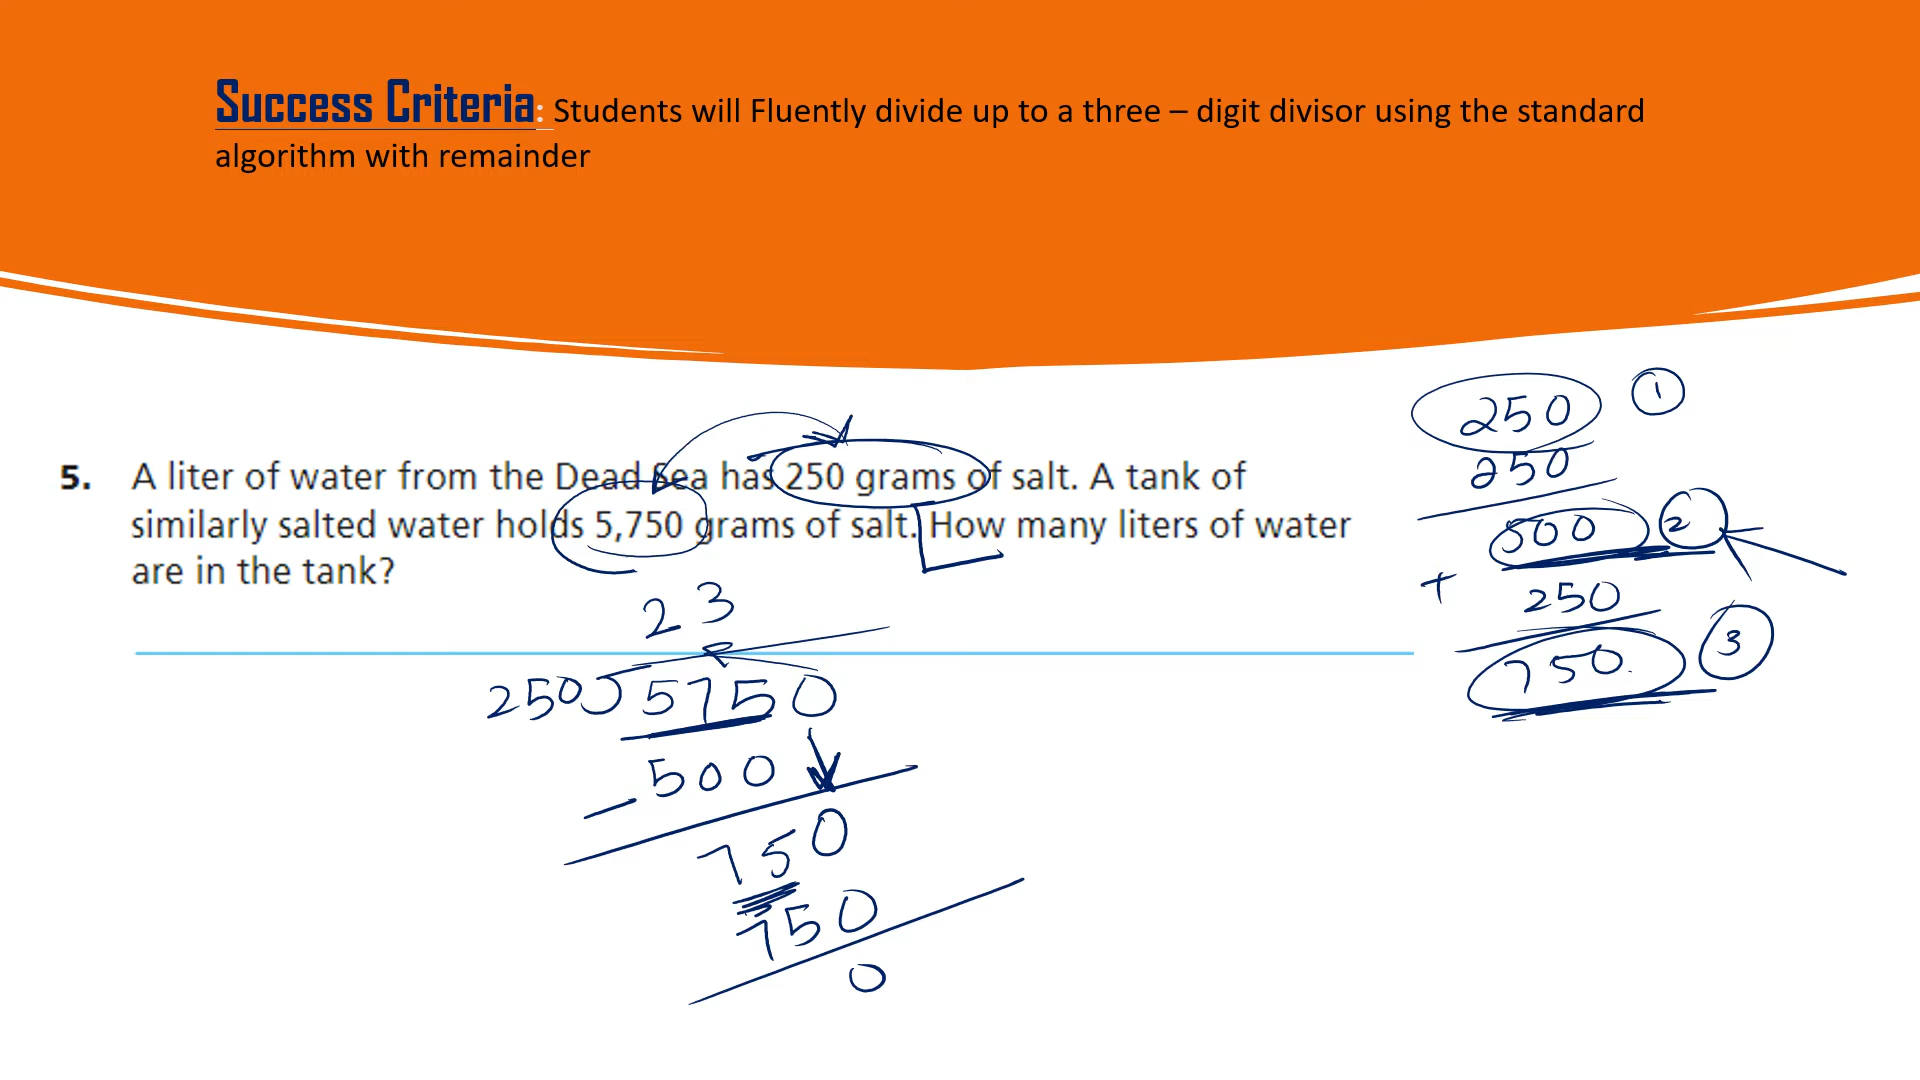 Success Criteria: Students will Fluently divide up to a three – digit divisor using the standard
algorithm with remainder
5. A liter of water from the Dead Sea has 250 grams of salt. A tank of
similarly salted water holds 5,750 grams of salt. How many liters of water
are in the tank?
23
250) 5750
- 500
750
750
0
250 1
250
500 2
+ 250
750. 3